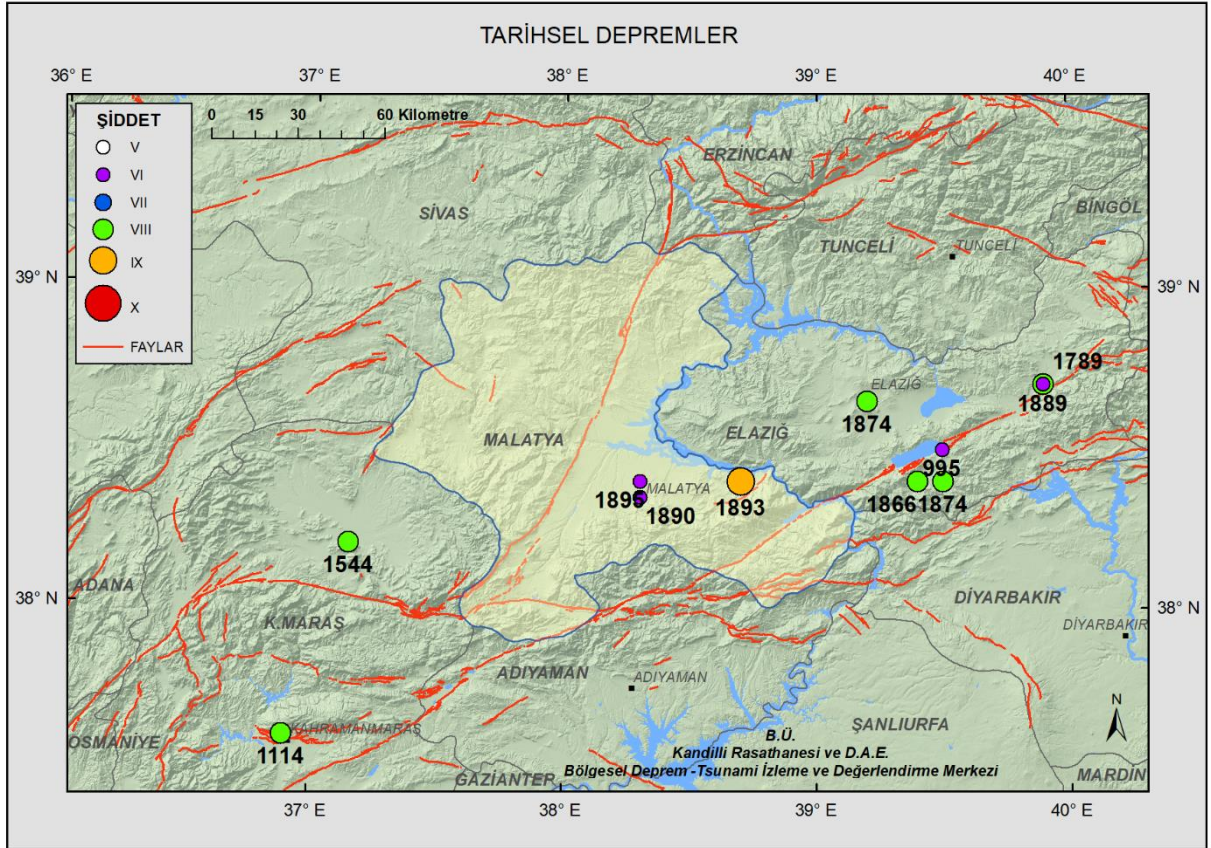 TARİHSEL DEPREMLER
36° E
37° E
38° E
39° E
40° E
ŞİDDET
V
VI
VII
VIII
IX
X
FAYLAR
0 15 30 60 Kilometre
ERZİNCAN
SİVAS
BİNGÖL
TUNCELİ
TUNCELİ
39° N
39° N
1789
1889
ELAZIĞ
1874
MALATYA
ELAZIĞ
995
1866
1874
MALATYA
1895
1890
1893
1544
ADANA
38° N
38° N
K.MARAŞ
DİYARBAKIR
DİYARBAKIR
ADIYAMAN
ADIYAMAN
ŞANLIURFA
N
KAHRAMANMARAŞ
OSMANİYE
1114
B.Ü.
Kandilli Rasathanesi ve D.A.E.
Bölgesel Deprem -Tsunami İzleme ve Değerlendirme Merkezi
GAZİANTEP
MARDİN
37° E
38° E
39° E
40° E